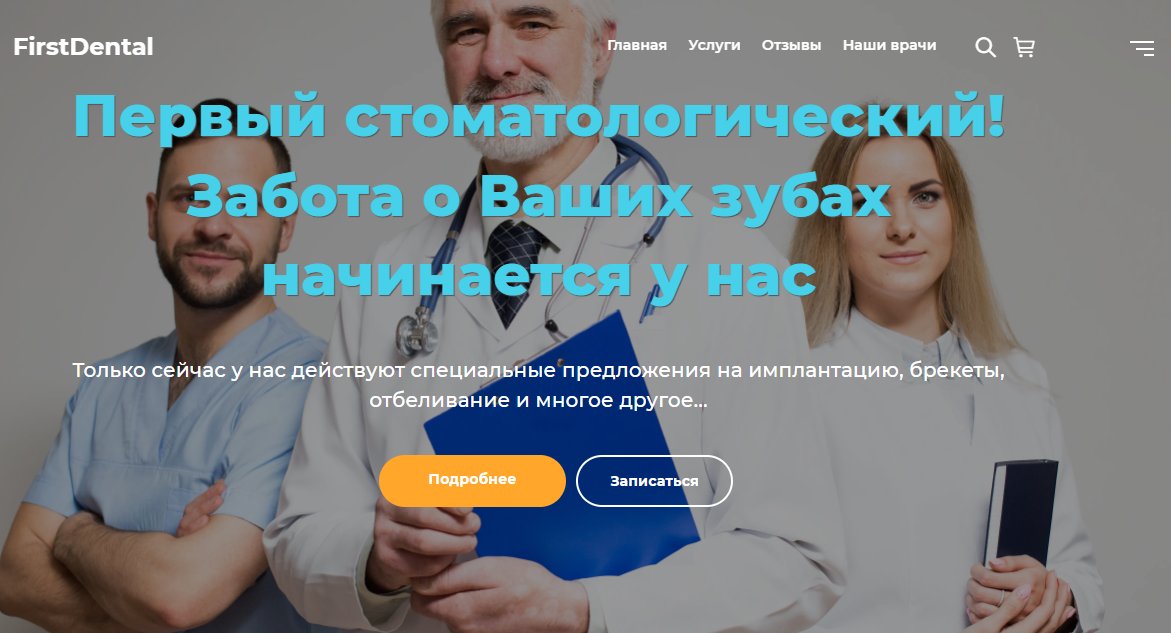 FirstDental
Главная Услуги Отзывы Наши врачи
Первый стоматологический!
Забота о Ваших зубах
начинается у нас
Только сейчас у нас действуют специальные предложения на имплантацию, брекеты,
отбеливание и многое другое...
Подробнее Записаться